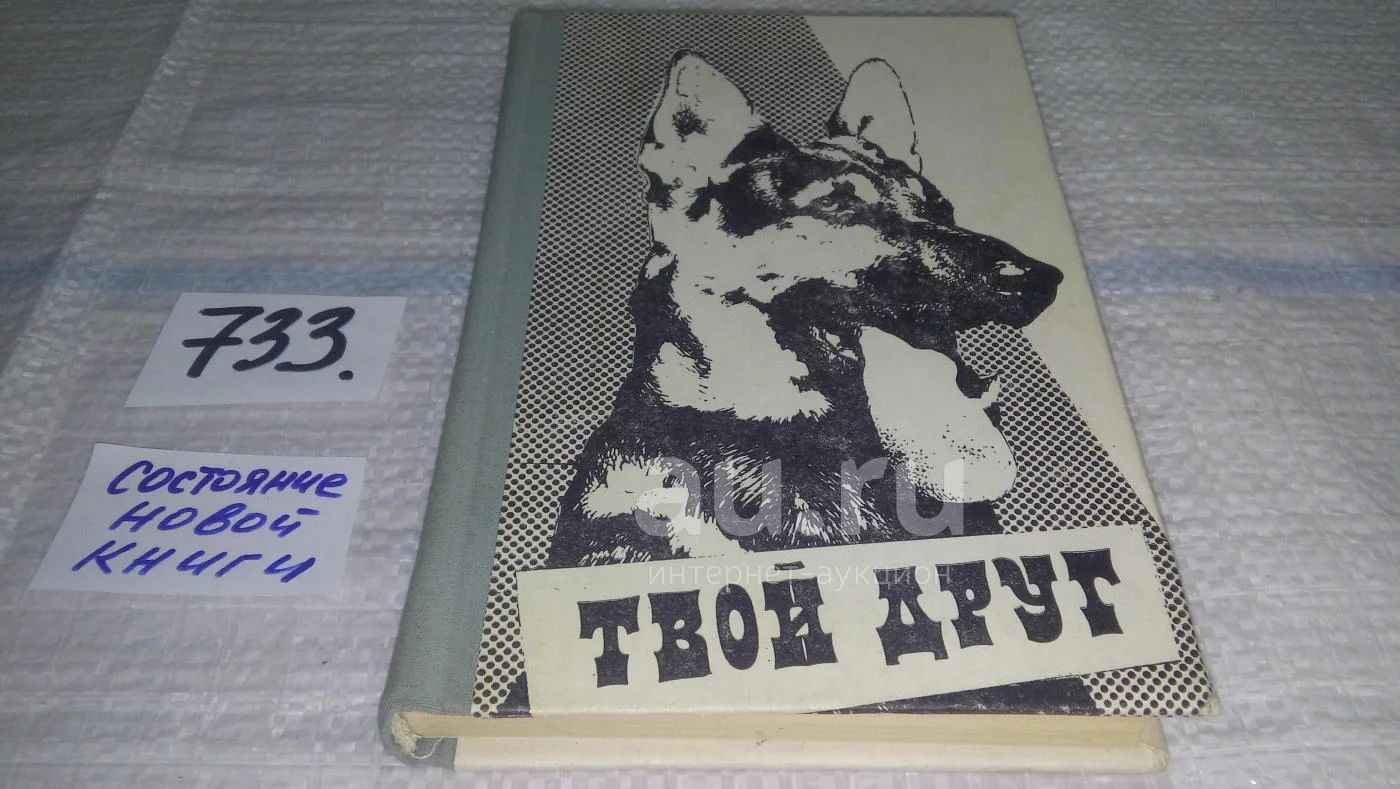 733.
состояние
новой
книги
au.ru
интернет аукцион
ТВОЙ ДРУГ